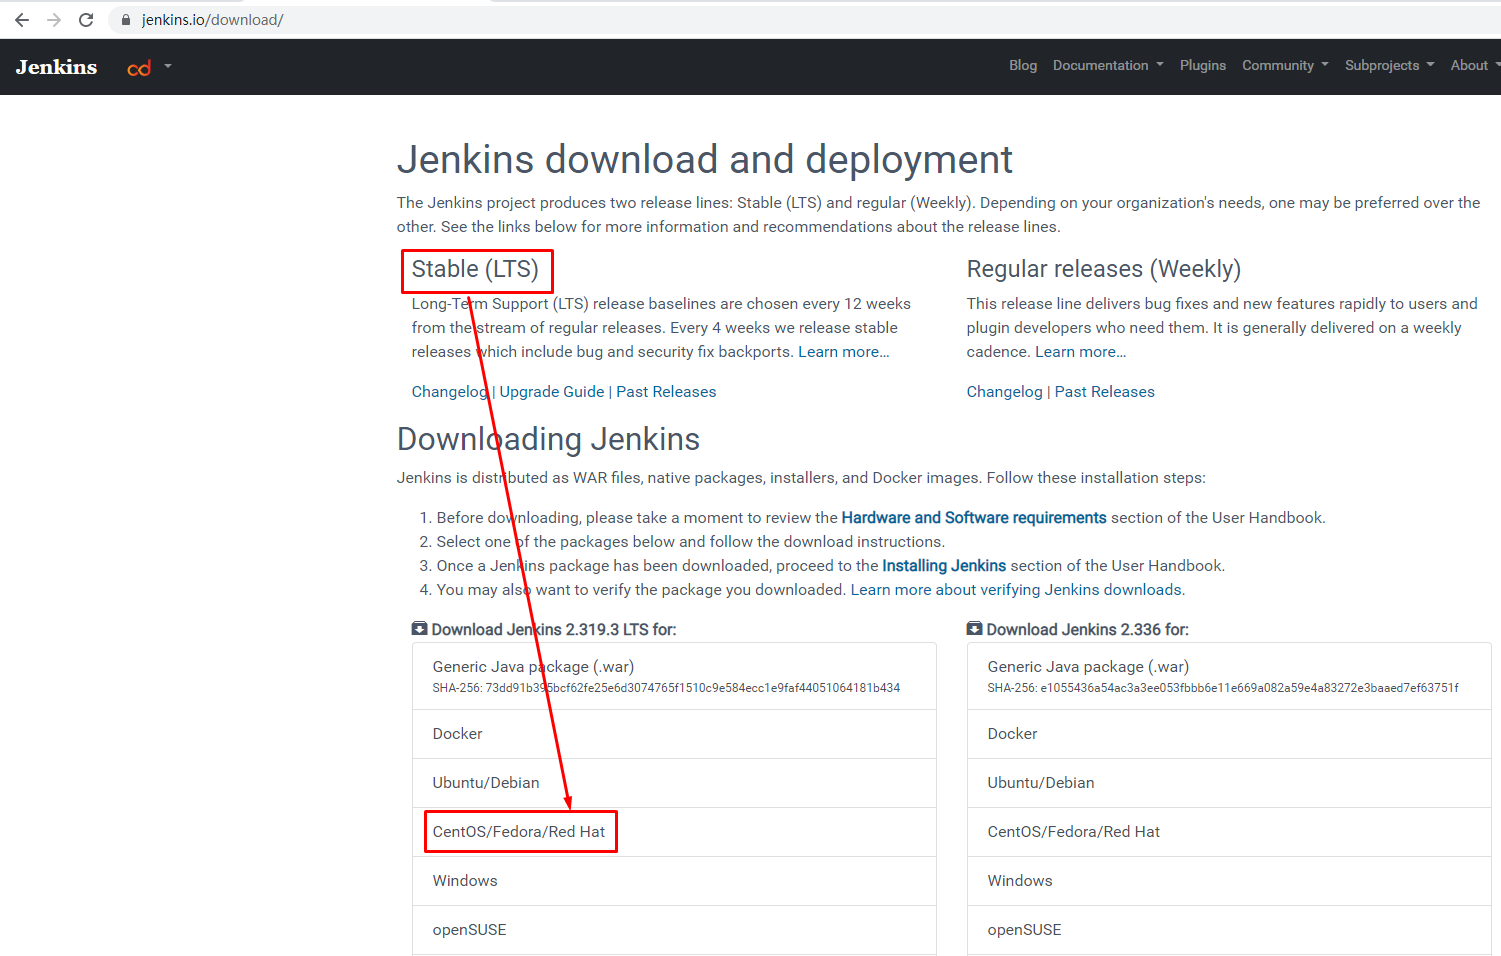 jenkins.io/download/
Jenkins cd Blog Documentation Plugins Community Subprojects About
Jenkins download and deployment
The Jenkins project produces two release lines: Stable (LTS) and regular (Weekly). Depending on your organization's needs, one may be preferred over the
other. See the links below for more information and recommendations about the release lines.
Stable (LTS)
Long-Term Support (LTS) release baselines are chosen every 12 weeks
from the stream of regular releases. Every 4 weeks we release stable
releases which include bug and security fix backports. Learn more...
Changelog | Upgrade Guide | Past Releases
Regular releases (Weekly)
This release line delivers bug fixes and new features rapidly to users and
plugin developers who need them. It is generally delivered on a weekly
cadence. Learn more...
Changelog | Past Releases
Downloading Jenkins
Jenkins is distributed as WAR files, native packages, installers, and Docker images. Follow these installation steps:
1. Before downloading, please take a moment to review the Hardware and Software requirements section of the User Handbook.
2. Select one of the packages below and follow the download instructions.
3. Once a Jenkins package has been downloaded, proceed to the Installing Jenkins section of the User Handbook.
4. You may also want to verify the package you downloaded. Learn more about verifying Jenkins downloads.
Download Jenkins 2.319.3 LTS for:
Generic Java package (.war)
SHA-256: 73dd91b395bcf62fe25e6d3074765f1510c9e584ecc1e9faf44051064181b434
Docker
Ubuntu/Debian
CentOS/Fedora/Red Hat
Windows
openSUSE
Download Jenkins 2.336 for:
Generic Java package (.war)
SHA-256: e1055436a54ac3a3ee053fbbb6e11e669a082a59e4a83272e3baaed7ef63751f
Docker
Ubuntu/Debian
CentOS/Fedora/Red Hat
Windows
openSUSE